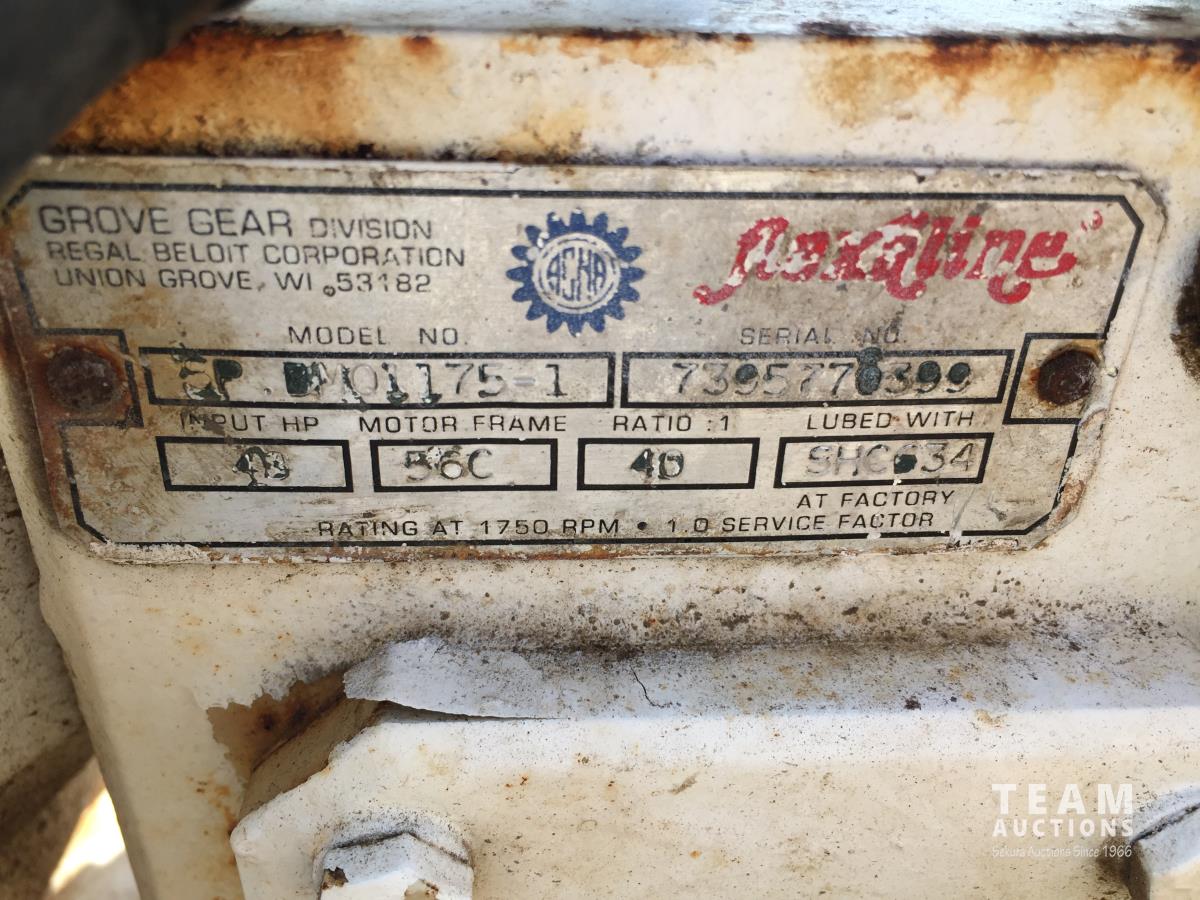 GROVE GEAR DIVISION
REGAL-BELOIT CORPORATION
UNION GROVE, WI. 53182
AGMA
flexaline
MODEL NO.
SERIAL NO.
INPUT HP
MOTOR FRAME
RATIO :1
LUBED WITH
56C
40
SHC634
AT FACTORY
RATING AT 1750 RPM • 1.0 SERVICE FACTOR
TEAM
AUCTIONS
Sekura Auctions Since 1966